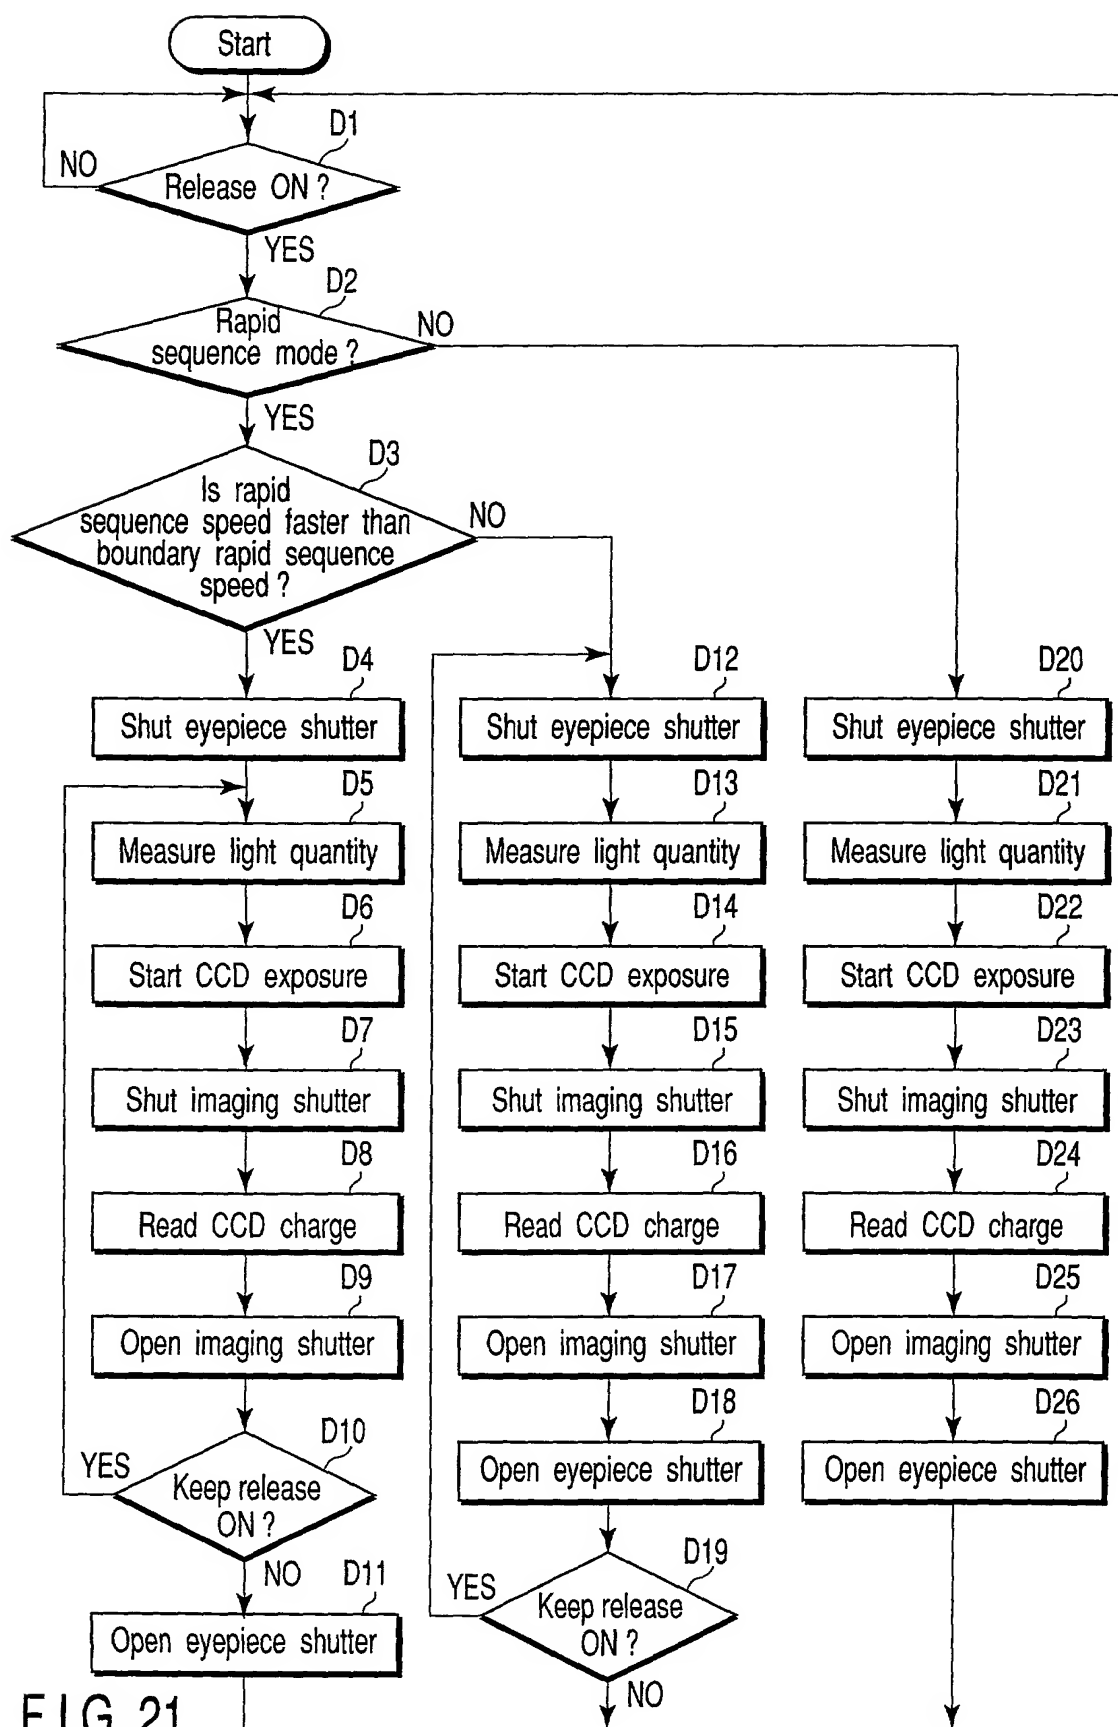 Start
D1
NO
Release ON ?
YES
D2
Rapid
sequence mode ?
NO
YES
D3
Is rapid
sequence speed faster than
boundary rapid sequence
speed ?
NO
YES
D4
Shut eyepiece shutter
D5
Measure light quantity
D6
Start CCD exposure
D7
Shut imaging shutter
D8
Read CCD charge
D9
Open imaging shutter
D10
YES
Keep release
ON ?
NO
D11
Open eyepiece shutter
D12
Shut eyepiece shutter
D13
Measure light quantity
D14
Start CCD exposure
D15
Shut imaging shutter
D16
Read CCD charge
D17
Open imaging shutter
D18
Open eyepiece shutter
D19
YES
Keep release
ON ?
NO
D20
Shut eyepiece shutter
D21
Measure light quantity
D22
Start CCD exposure
D23
Shut imaging shutter
D24
Read CCD charge
D25
Open imaging shutter
D26
Open eyepiece shutter
FIG. 21